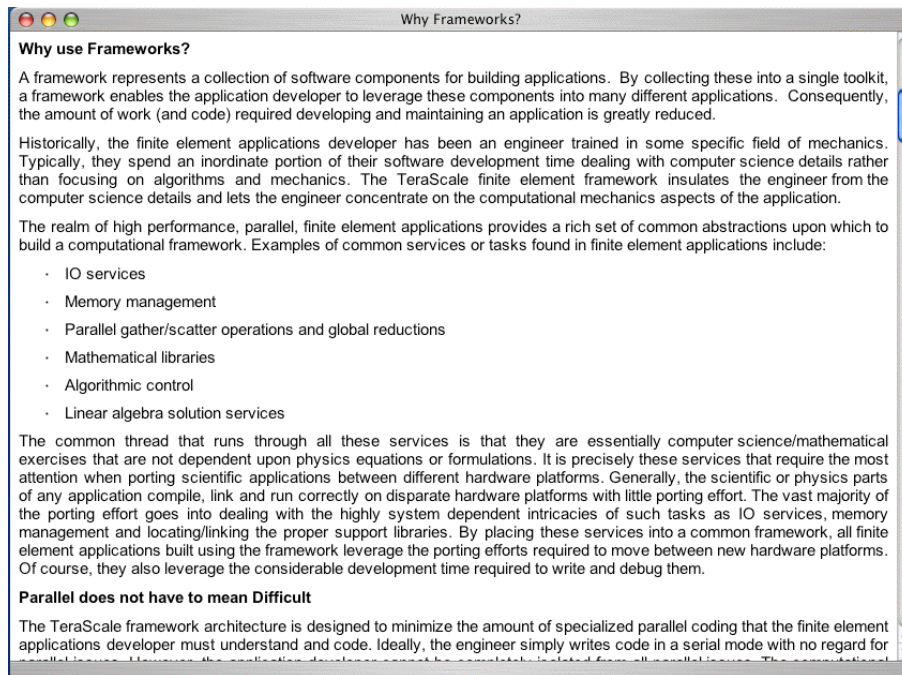 Why Frameworks?
Why use Frameworks?
A framework represents a collection of software components for building applications. By collecting these into a single toolkit,
a framework enables the application developer to leverage these components into many different applications. Consequently,
the amount of work (and code) required developing and maintaining an application is greatly reduced.
Historically, the finite element applications developer has been an engineer trained in some specific field of mechanics.
Typically, they spend an inordinate portion of their software development time dealing with computer science details rather
than focusing on algorithms and mechanics. The TeraScale finite element framework insulates the engineer from the
computer science details and lets the engineer concentrate on the computational mechanics aspects of the application.
The realm of high performance, parallel, finite element applications provides a rich set of common abstractions upon which to
build a computational framework. Examples of common services or tasks found in finite element applications include:
· IO services
· Memory management
· Parallel gather/scatter operations and global reductions
· Mathematical libraries
· Algorithmic control
· Linear algebra solution services
The common thread that runs through all these services is that they are essentially computer science/mathematical
exercises that are not dependent upon physics equations or formulations. It is precisely these services that require the most
attention when porting scientific applications between different hardware platforms. Generally, the scientific or physics parts
of any application compile, link and run correctly on disparate hardware platforms with little porting effort. The vast majority of
the porting effort goes into dealing with the highly system dependent intricacies of such tasks as IO services, memory
management and locating/linking the proper support libraries. By placing these services into a common framework, all finite
element applications built using the framework leverage the porting efforts required to move between new hardware platforms.
Of course, they also leverage the considerable development time required to write and debug them.
Parallel does not have to mean Difficult
The TeraScale framework architecture is designed to minimize the amount of specialized parallel coding that the finite element
applications developer must understand and code. Ideally, the engineer simply writes code in a serial mode with no regard for
parallel issues. However, the application developer cannot be completely isolated from all parallel issues. The computational